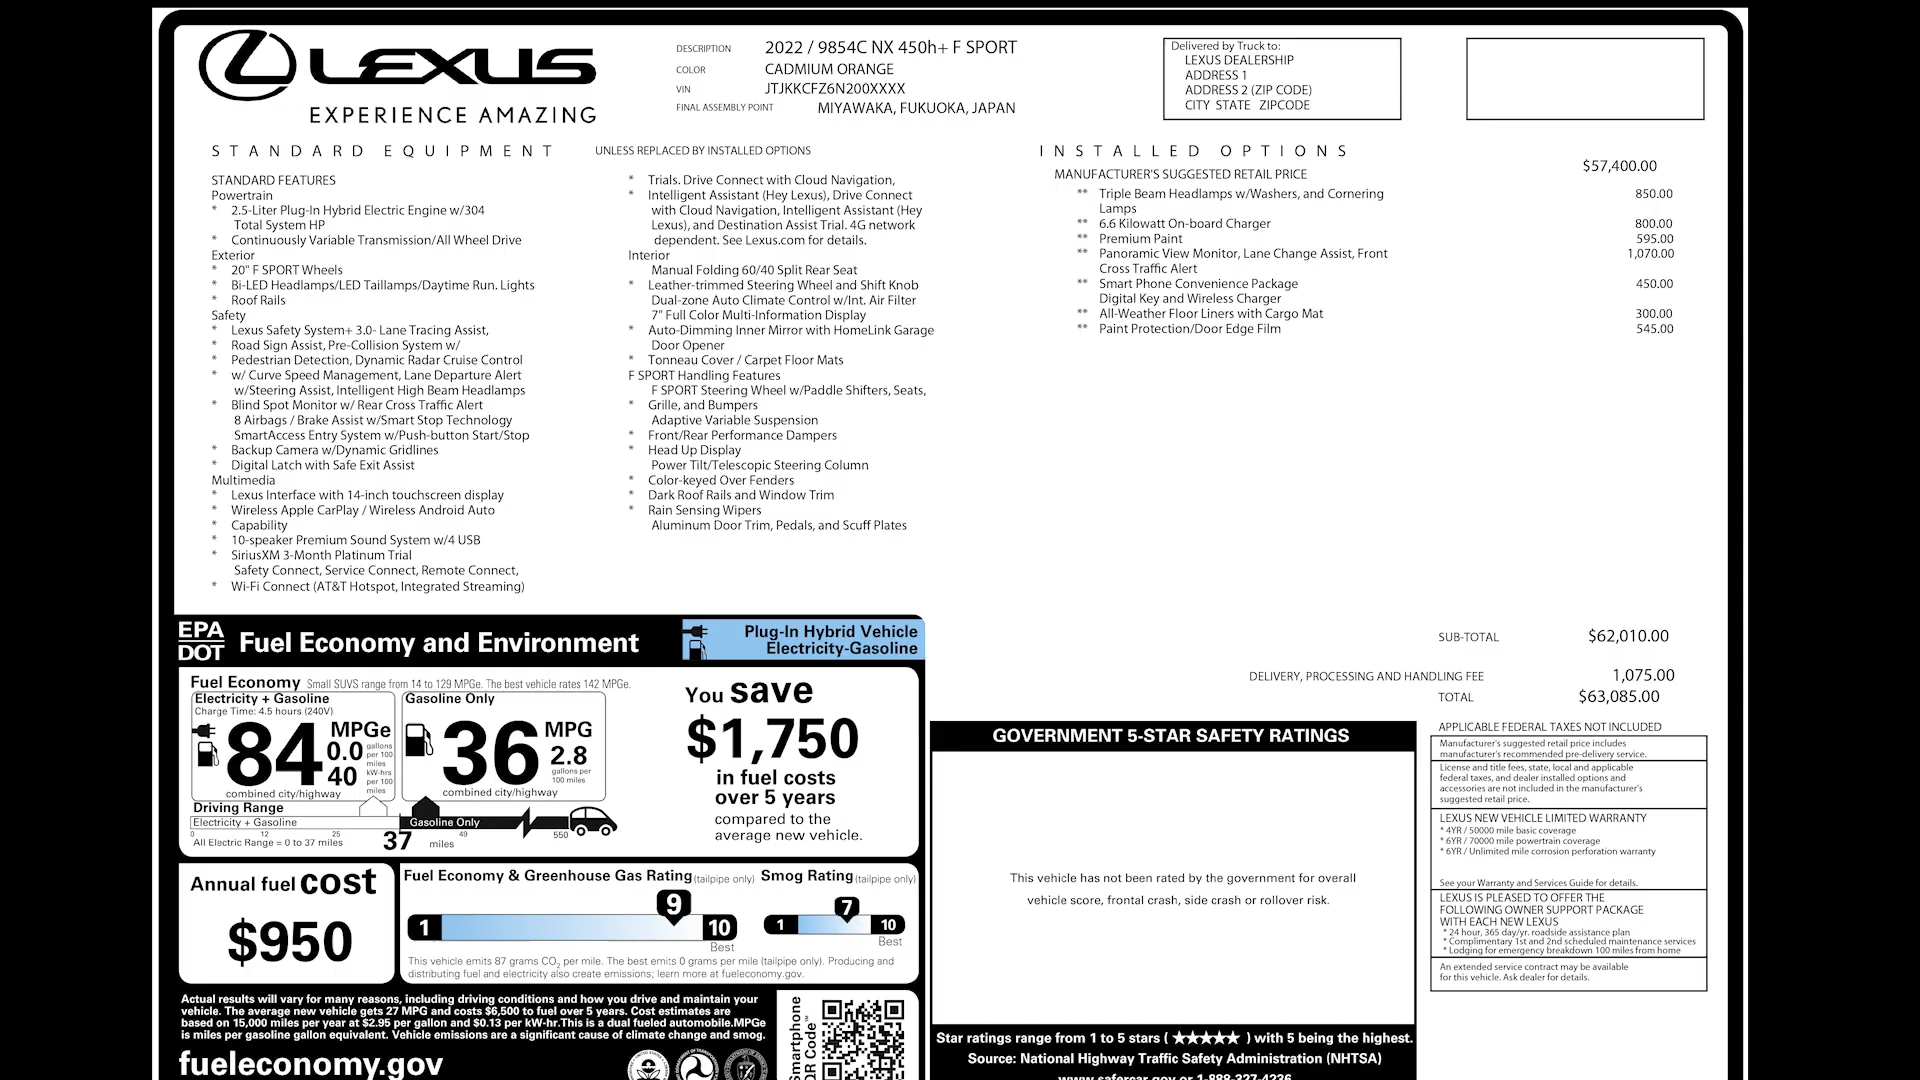 LEXUS
EXPERIENCE AMAZING
DESCRIPTION 2022 / 9854C NX 450h+ F SPORT
COLOR CADMIUM ORANGE
VIN JTJKKCFZ6N200XXXX
FINAL ASSEMBLY POINT MIYAWAKA, FUKUOKA, JAPAN
Delivered by Truck to:
LEXUS DEALERSHIP
ADDRESS 1
ADDRESS 2 (ZIP CODE)
CITY STATE ZIPCODE
STANDARD EQUIPMENT UNLESS REPLACED BY INSTALLED OPTIONS
STANDARD FEATURES
Powertrain
* 2.5-Liter Plug-In Hybrid Electric Engine w/304
Total System HP
* Continuously Variable Transmission/All Wheel Drive
Exterior
* 20" F SPORT Wheels
* Bi-LED Headlamps/LED Taillamps/Daytime Run. Lights
* Roof Rails
Safety
* Lexus Safety System+ 3.0- Lane Tracing Assist,
* Road Sign Assist, Pre-Collision System w/
* Pedestrian Detection, Dynamic Radar Cruise Control
* w/ Curve Speed Management, Lane Departure Alert
w/Steering Assist, Intelligent High Beam Headlamps
* Blind Spot Monitor w/ Rear Cross Traffic Alert
8 Airbags / Brake Assist w/Smart Stop Technology
SmartAccess Entry System w/Push-button Start/Stop
* Backup Camera w/Dynamic Gridlines
* Digital Latch with Safe Exit Assist
Multimedia
* Lexus Interface with 14-inch touchscreen display
* Wireless Apple CarPlay / Wireless Android Auto
* Capability
* 10-speaker Premium Sound System w/4 USB
* SiriusXM 3-Month Platinum Trial
Safety Connect, Service Connect, Remote Connect,
* Wi-Fi Connect (AT&T Hotspot, Integrated Streaming)
* Trials. Drive Connect with Cloud Navigation,
* Intelligent Assistant (Hey Lexus), Drive Connect
with Cloud Navigation, Intelligent Assistant (Hey
Lexus), and Destination Assist Trial. 4G network
dependent. See Lexus.com for details.
Interior
Manual Folding 60/40 Split Rear Seat
* Leather-trimmed Steering Wheel and Shift Knob
Dual-zone Auto Climate Control w/Int. Air Filter
7" Full Color Multi-Information Display
* Auto-Dimming Inner Mirror with HomeLink Garage
Door Opener
* Tonneau Cover / Carpet Floor Mats
F SPORT Handling Features
F SPORT Steering Wheel w/Paddle Shifters, Seats,
* Grille, and Bumpers
Adaptive Variable Suspension
* Front/Rear Performance Dampers
* Head Up Display
Power Tilt/Telescopic Steering Column
* Color-keyed Over Fenders
* Dark Roof Rails and Window Trim
* Rain Sensing Wipers
Aluminum Door Trim, Pedals, and Scuff Plates
INSTALLED OPTIONS
MANUFACTURER'S SUGGESTED RETAIL PRICE $57,400.00
** Triple Beam Headlamps w/Washers, and Cornering 850.00
Lamps
** 6.6 Kilowatt On-board Charger 800.00
** Premium Paint 595.00
** Panoramic View Monitor, Lane Change Assist, Front 1,070.00
Cross Traffic Alert
** Smart Phone Convenience Package 450.00
Digital Key and Wireless Charger
** All-Weather Floor Liners with Cargo Mat 300.00
** Paint Protection/Door Edge Film 545.00
SUB-TOTAL $62,010.00
DELIVERY, PROCESSING AND HANDLING FEE 1,075.00
TOTAL $63,085.00
EPA
DOT
Fuel Economy and Environment
Plug-In Hybrid Vehicle
Electricity-Gasoline
Fuel Economy Small SUVS range from 14 to 129 MPGe. The best vehicle rates 142 MPGe.
Electricity + Gasoline
Charge Time: 4.5 hours (240V)
84 MPGe
0.0 gallons per 100 miles
40 kW-hrs per 100 miles
combined city/highway
Gasoline Only
36 MPG
2.8
gallons per
100 miles
combined city/highway
Driving Range
Electricity + Gasoline
Gasoline Only
0 12 25 37 49 550
miles
All Electric Range = 0 to 37 miles
You save
$1,750
in fuel costs
over 5 years
compared to the
average new vehicle.
Annual fuel cost
$950
Fuel Economy & Greenhouse Gas Rating (tailpipe only)
1 9 10
Best
Smog Rating (tailpipe only)
1 7 10
Best
This vehicle emits 87 grams CO2 per mile. The best emits 0 grams per mile (tailpipe only). Producing and
distributing fuel and electricity also create emissions; learn more at fueleconomy.gov.
Actual results will vary for many reasons, including driving conditions and how you drive and maintain your
vehicle. The average new vehicle gets 27 MPG and costs $6,500 to fuel over 5 years. Cost estimates are
based on 15,000 miles per year at $2.95 per gallon and $0.13 per kW-hr.This is a dual fueled automobile.MPGe
is miles per gasoline gallon equivalent. Vehicle emissions are a significant cause of climate change and smog.
fueleconomy.gov
Smartphone
QR Code™
GOVERNMENT 5-STAR SAFETY RATINGS
This vehicle has not been rated by the government for overall
vehicle score, frontal crash, side crash or rollover risk.
Star ratings range from 1 to 5 stars ( ★★★★★ ) with 5 being the highest.
Source: National Highway Traffic Safety Administration (NHTSA)
www.safercar.gov or 1-888-327-4236
APPLICABLE FEDERAL TAXES NOT INCLUDED
Manufacturer's suggested retail price includes
manufacturer's recommended pre-delivery service.
License and title fees, state, local and applicable
federal taxes, and dealer installed options and
accessories are not included in the manufacturer's
suggested retail price.
LEXUS NEW VEHICLE LIMITED WARRANTY
* 4YR / 50000 mile basic coverage
* 6YR / 70000 mile powertrain coverage
* 6YR / Unlimited mile corrosion perforation warranty
See your Warranty and Services Guide for details.
LEXUS IS PLEASED TO OFFER THE
FOLLOWING OWNER SUPPORT PACKAGE
WITH EACH NEW LEXUS
* 24 hour, 365 day/yr. roadside assistance plan
* Complimentary 1st and 2nd scheduled maintenance services
* Lodging for emergency breakdown 100 miles from home
An extended service contract may be available
for this vehicle. Ask dealer for details.